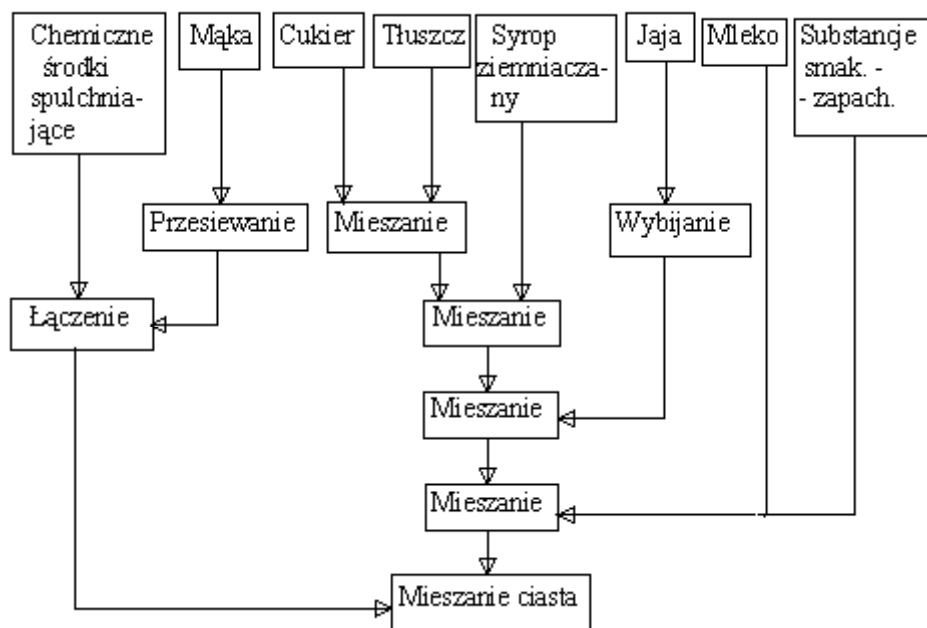 Chemiczne
środki
spulchnia-
jące
Mąka
Cukier
Tłuszcz
Syrop
ziemniacza-
ny
Jaja
Mleko
Substancje
smak. -
- zapach.
Przesiewanie
Mieszanie
Wybijanie
Łączenie
Mieszanie
Mieszanie
Mieszanie
Mieszanie ciasta